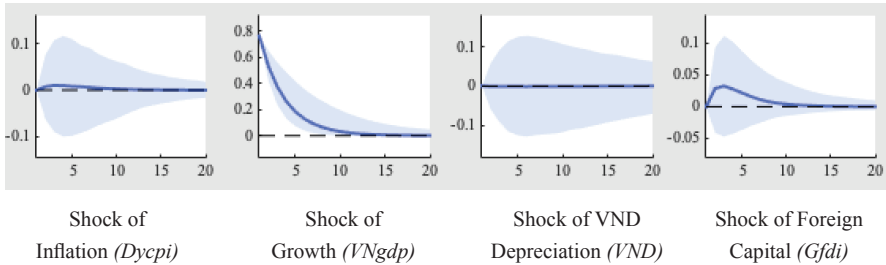 0.1
0
-0.1
5 10 15 20
0.8
0.6
0.4
0.2
0
5 10 15 20
0.1
0
-0.1
5 10 15 20
0.1
0.05
0
-0.05
5 10 15 20
Shock of
Inflation (Dycpi)
Shock of
Growth (VNgdp)
Shock of VND
Depreciation (VND)
Shock of Foreign
Capital (Gfdi)